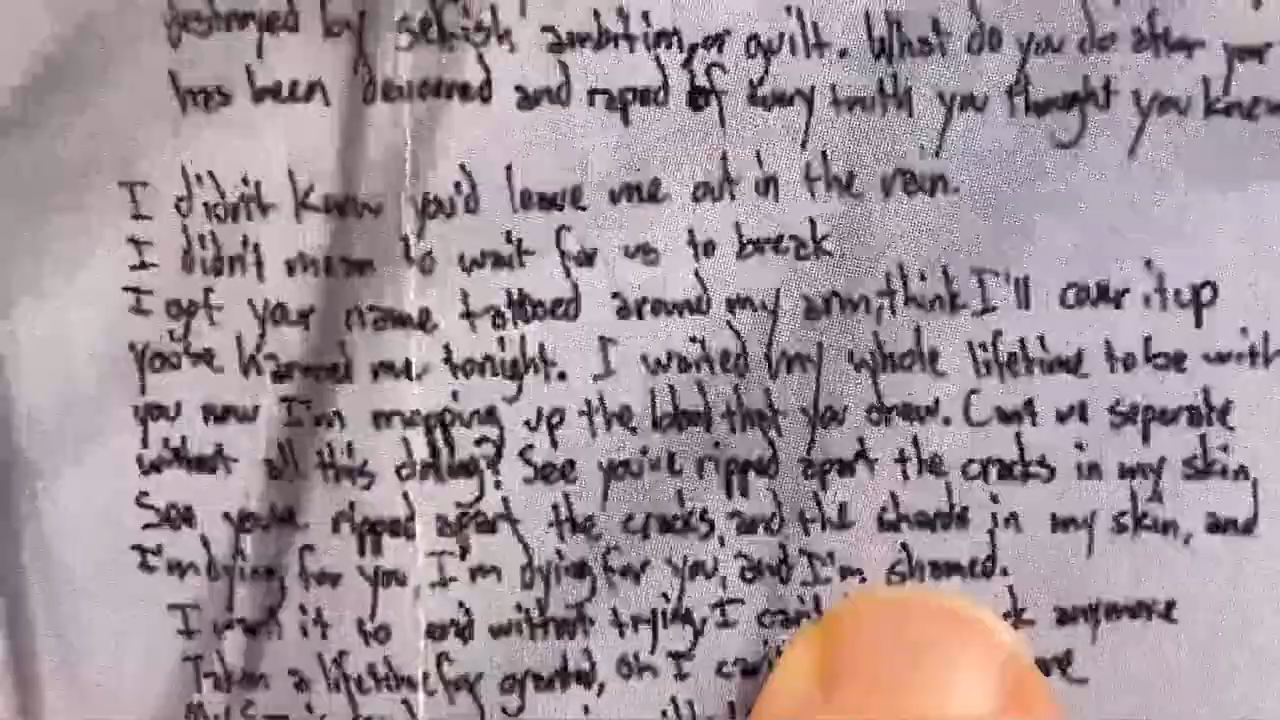 destroyed by selfish ambition, or guilt. What do you do after your
has been devoured and raped of every truth you thought you knew
I didn't know you'd leave me out in the rain.
I didn't mean to wait for us to break
I got your name tattooed around my arm, think I'll cover it up
you've harmed me tonight. I waited my whole lifetime to be with
you now I'm mopping up the blood that you drew. Can't we seperate
without all this dueling? See you've ripped apart the cracks in my skin,
See you've ripped apart the cracks, and the shards in my skin, and
I'm dying for you, I'm dying for you, and I'm shamed.
I want it to end without trying, I can't anymore
Taken a lifetime for granted, oh I can't